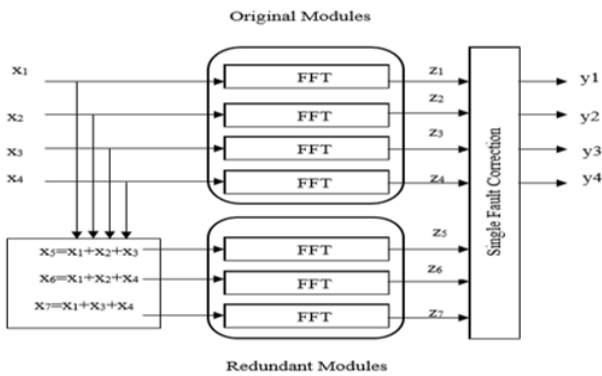 Original Modules
X1 FFT Z1 y1
X2 FFT Z2 y2
X3 FFT Z3 y3
X4 FFT Z4 y4
Single Fault Correction
X5=X1+X2+X3 FFT Z5
X6=X1+X2+X4 FFT Z6
X7=X1+X3+X4 FFT Z7
Redundant Modules